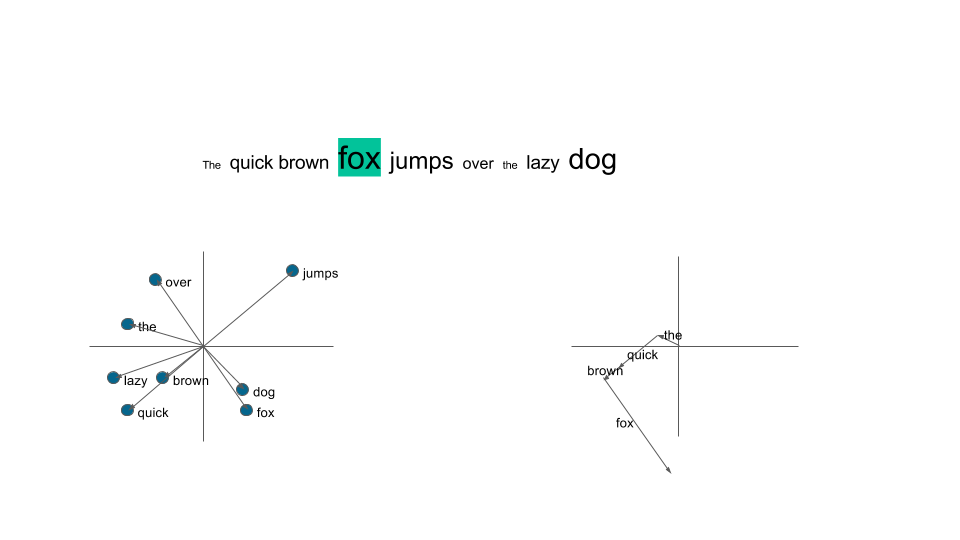 The quick brown fox jumps over the lazy dog
over
jumps
the
lazy
brown
quick
dog
fox
the
quick
brown
fox